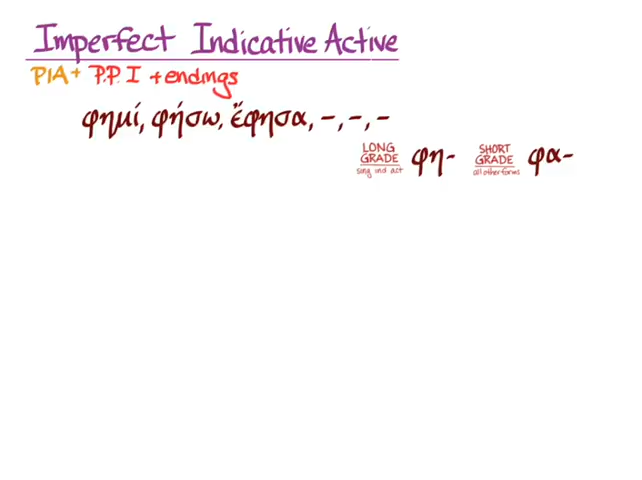 Imperfect Indicative Active
PIA + P.P. I + endings
φημί, φήσω, ἔφησα, –, –, –
LONG GRADE sing ind act φη- SHORT GRADE all other forms φα-